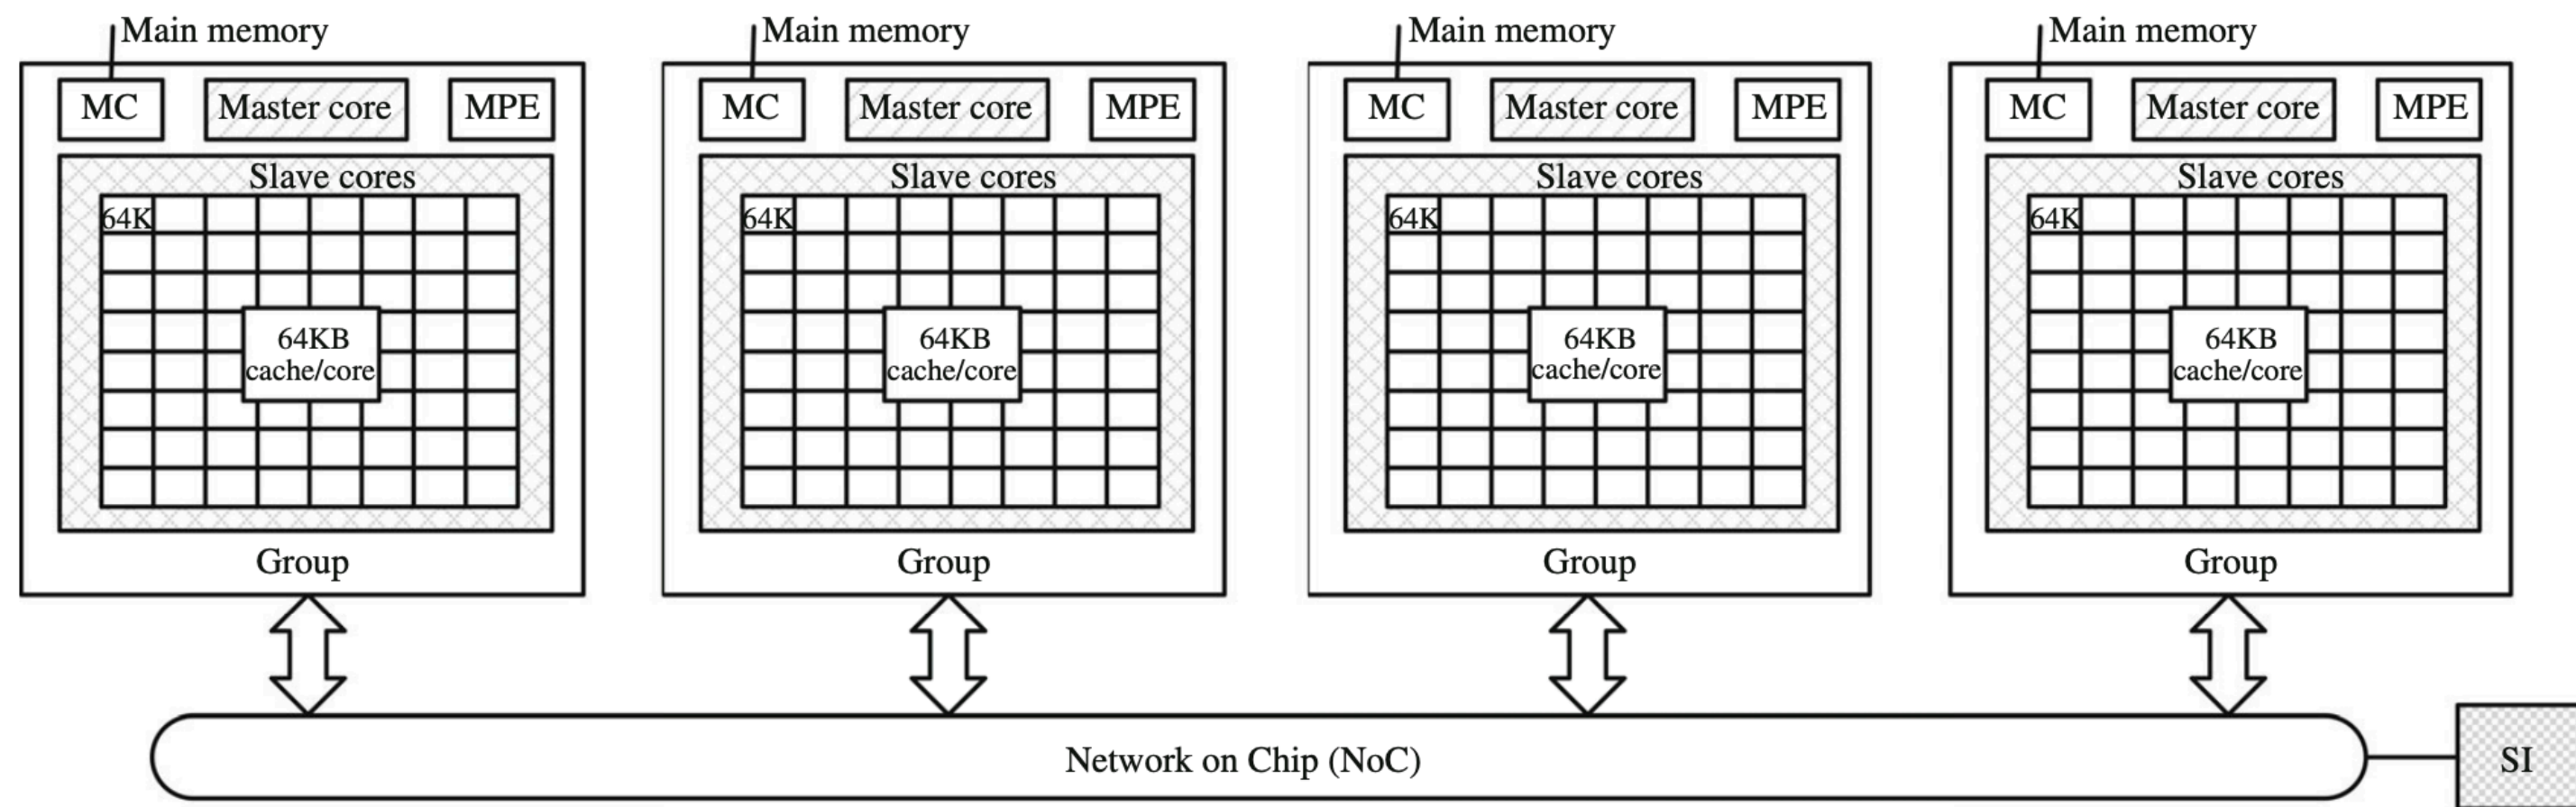 Main memory
Main memory
Main memory
Main memory
MC
Master core
MPE
MC
Master core
MPE
MC
Master core
MPE
MC
Master core
MPE
Slave cores
Slave cores
Slave cores
Slave cores
64K
64K
64K
64K
64KB
cache/core
64KB
cache/core
64KB
cache/core
64KB
cache/core
Group
Group
Group
Group
Network on Chip (NoC)
SI